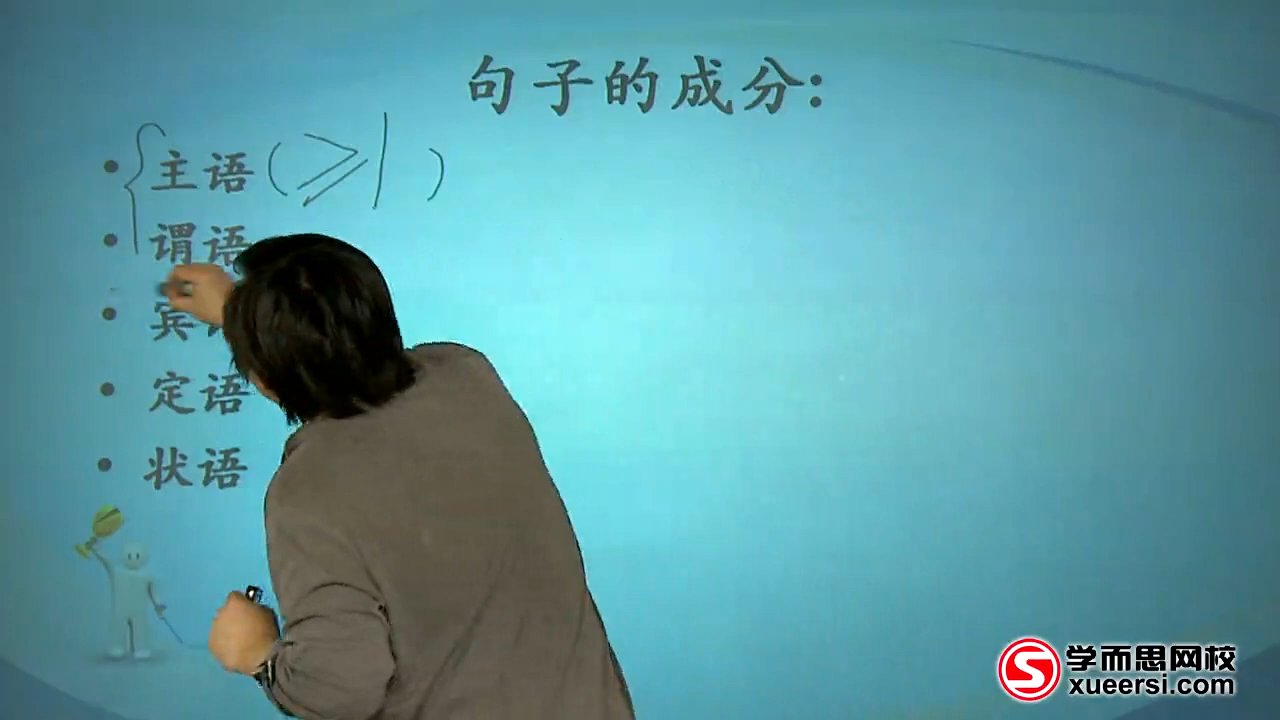 句子的成分:
• 主语(≥1 )
• 谓语
• 宾
• 定语
• 状语
学而思网校
xueersi.com